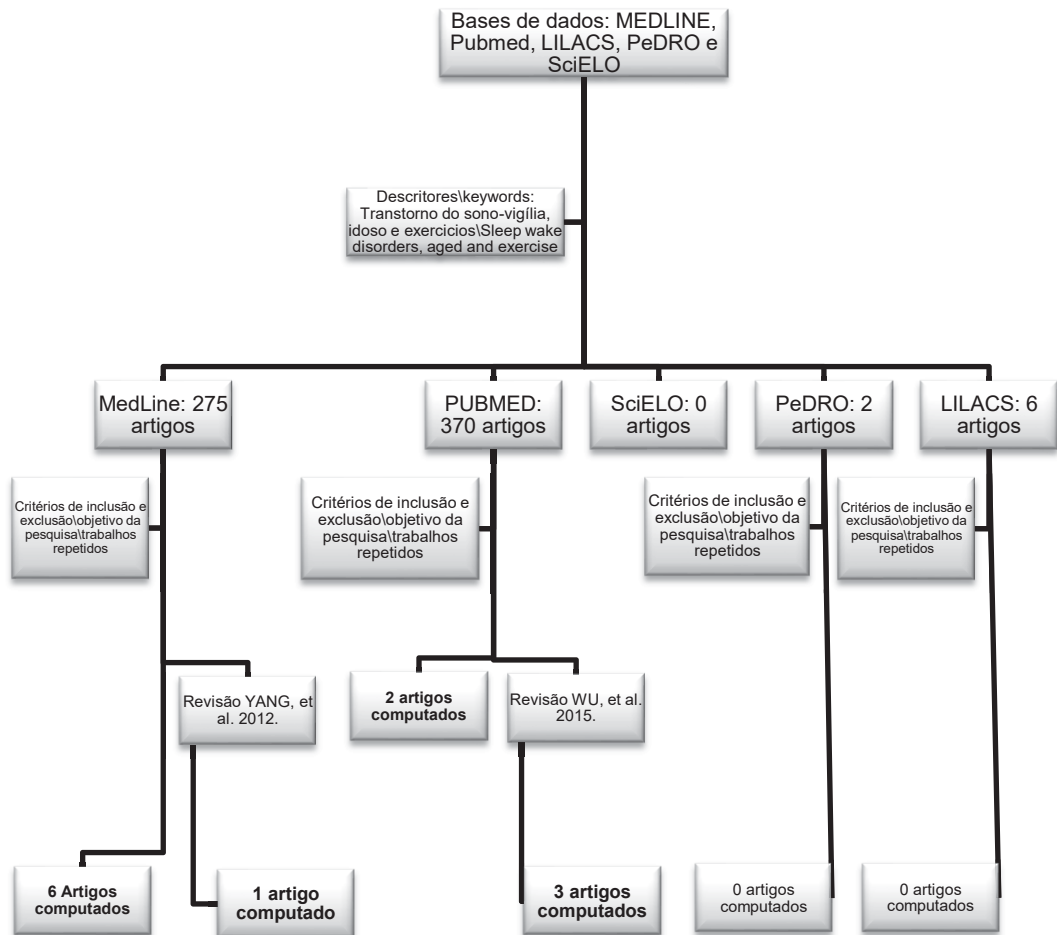 Bases de dados: MEDLINE,
Pubmed, LILACS, PeDRO e
SciELO
Descritores\keywords:
Transtorno do sono-vigília,
idoso e exercicios\Sleep wake
disorders, aged and exercise
MedLine: 275
artigos
PUBMED:
370 artigos
SciELO: 0
artigos
PeDRO: 2
artigos
LILACS: 6
artigos
Critérios de inclusão e
exclusão\objetivo da
pesquisa\trabalhos
repetidos
Critérios de inclusão e
exclusão\objetivo da
pesquisa\trabalhos
repetidos
Critérios de inclusão e
exclusão\objetivo da
pesquisa\trabalhos
repetidos
Critérios de inclusão e
exclusão\objetivo da
pesquisa\trabalhos
repetidos
Revisão YANG, et
al. 2012.
2 artigos
computados
Revisão WU, et al.
2015.
6 Artigos
computados
1 artigo
computado
3 artigos
computados
0 artigos
computados
0 artigos
computados